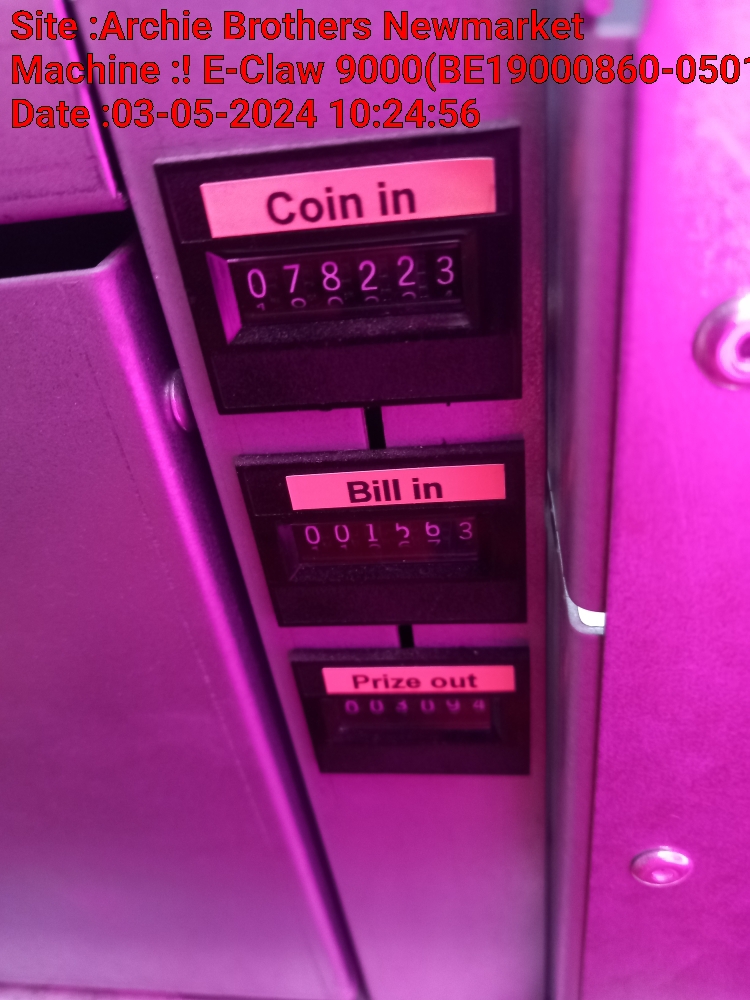 Site :Archie Brothers Newmarket
Machine :! E-Claw 9000(BE19000860-0501
Date :03-05-2024 10:24:56
Coin in
078223
Bill in
001563
Prize out